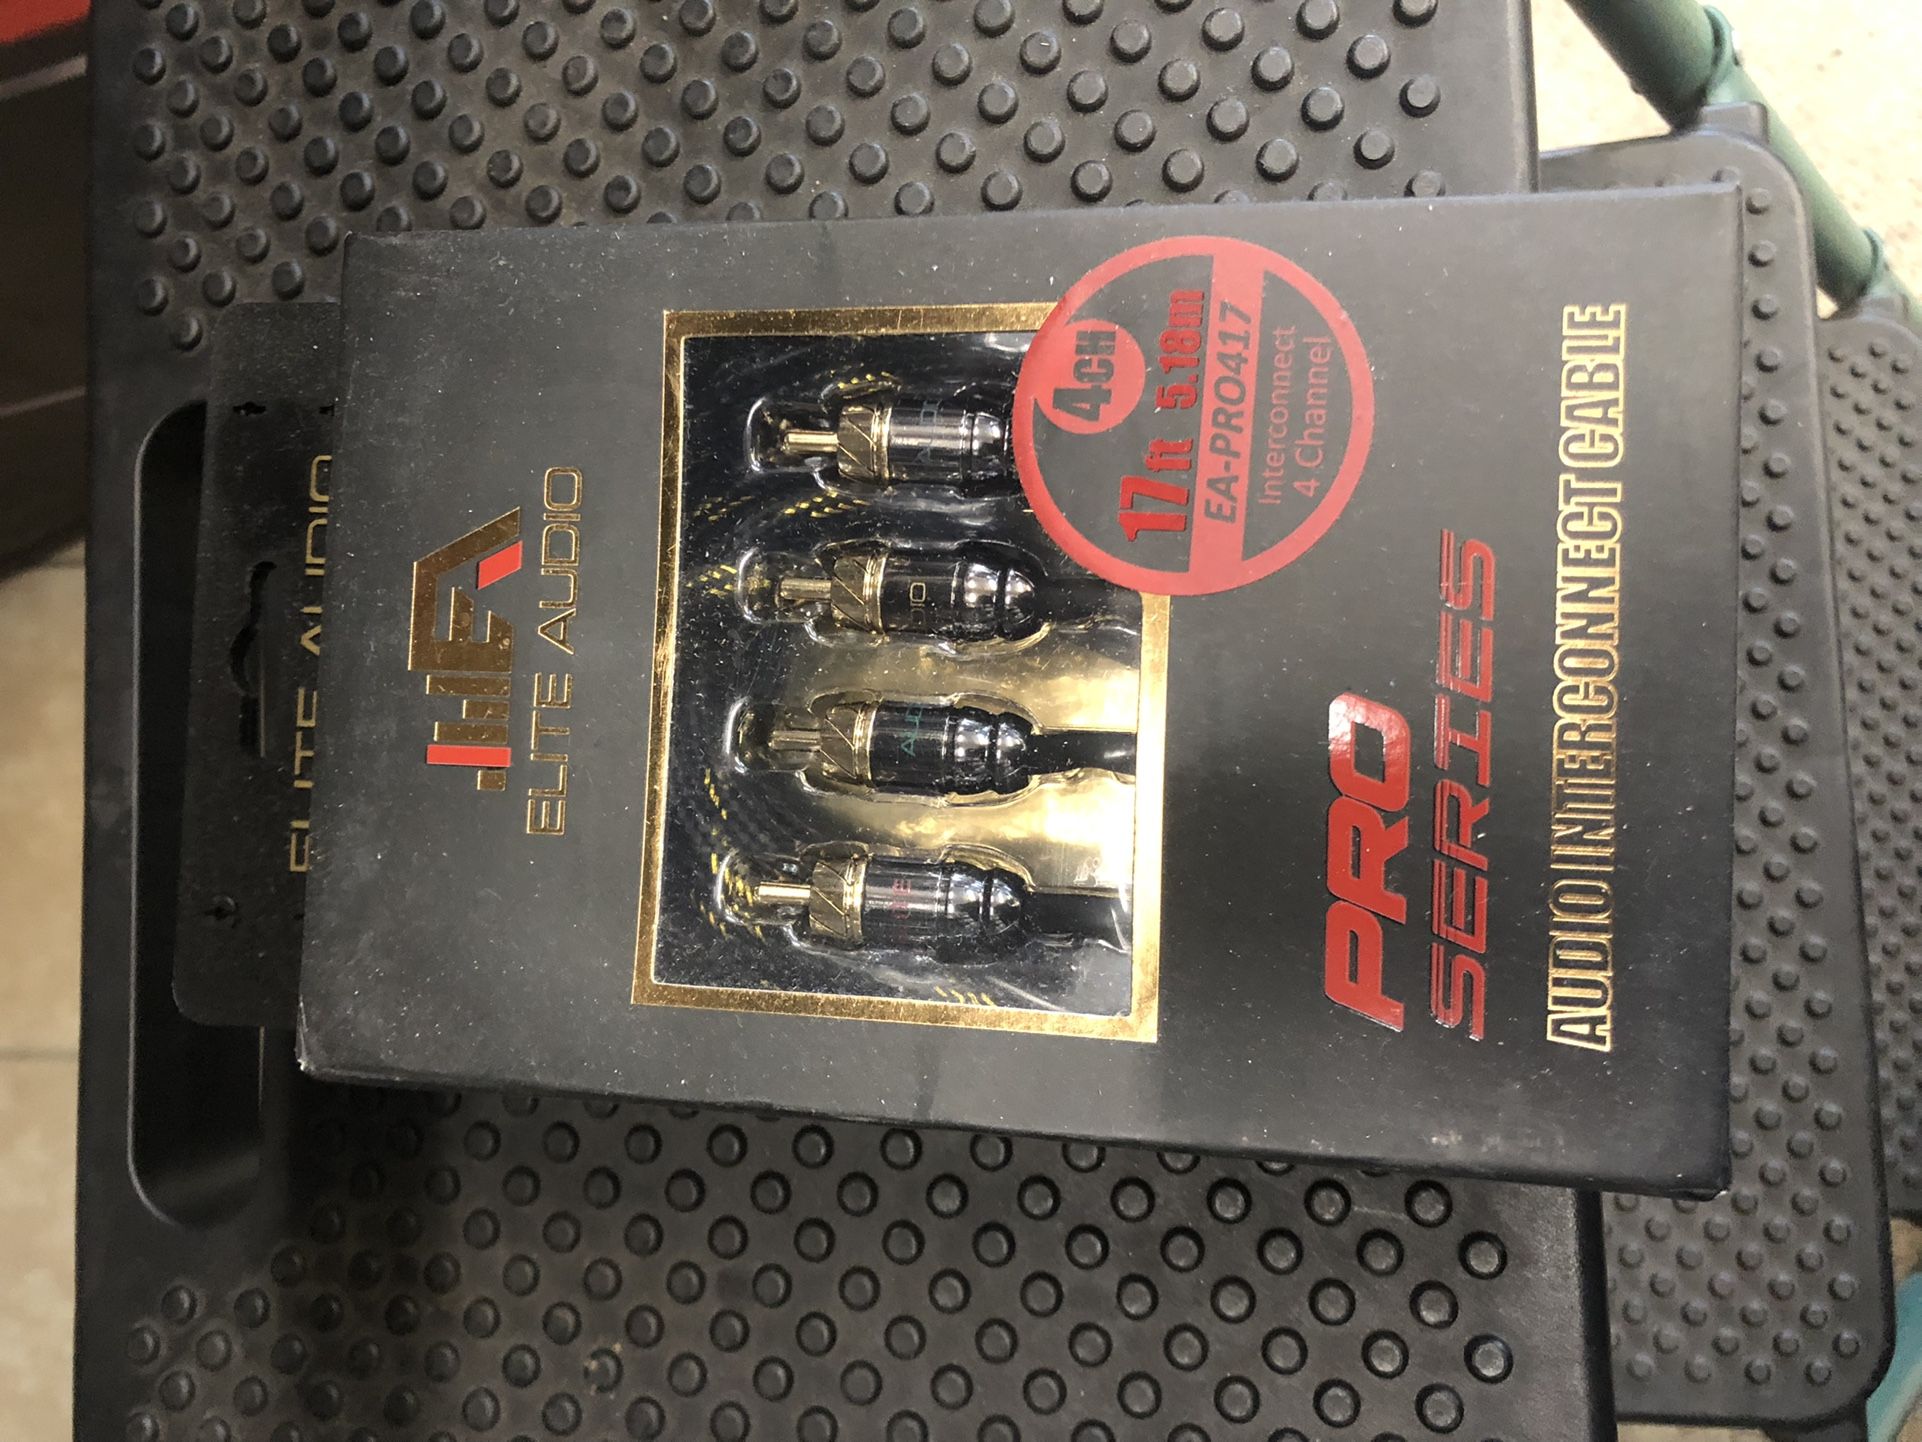 ELITE AUDIO
ELITE AUDIO
4CH
17ft 5.18m
EA-PRO417
Interconnect
4 Channel
PRO
SERIES
AUDIO INTERCONNECT CABLE